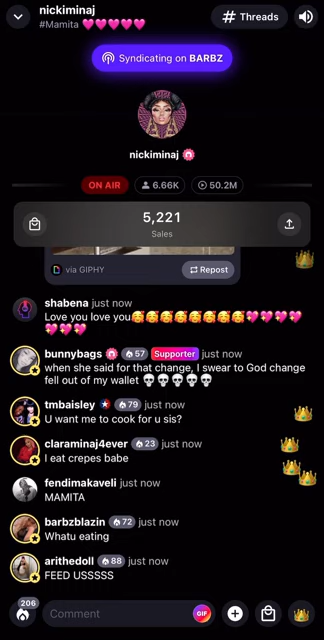 nickiminaj
#Mamita 💖💖💖💖💖
# Threads
Syndicating on BARBZ
nickiminaj
ON AIR
6.66K
50.2M
5,221
Sales
via GIPHY
Repost
shabena just now
Love you love you🥰🥰🥰🥰🥰🥰🥰🥰💖💖💖💖
💖💖💖
bunnybags 57 Supporter just now
when she said for that change, I swear to God change
fell out of my wallet 💀💀💀💀💀
tmbaisley 79 just now
U want me to cook for u sis?
claraminaj4ever 23 just now
I eat crepes babe
fendimakaveli just now
MAMITA
barbzblazin 72 just now
Whatu eating
arithedoll 88 just now
FEED USSSSS
206
Comment
GIF